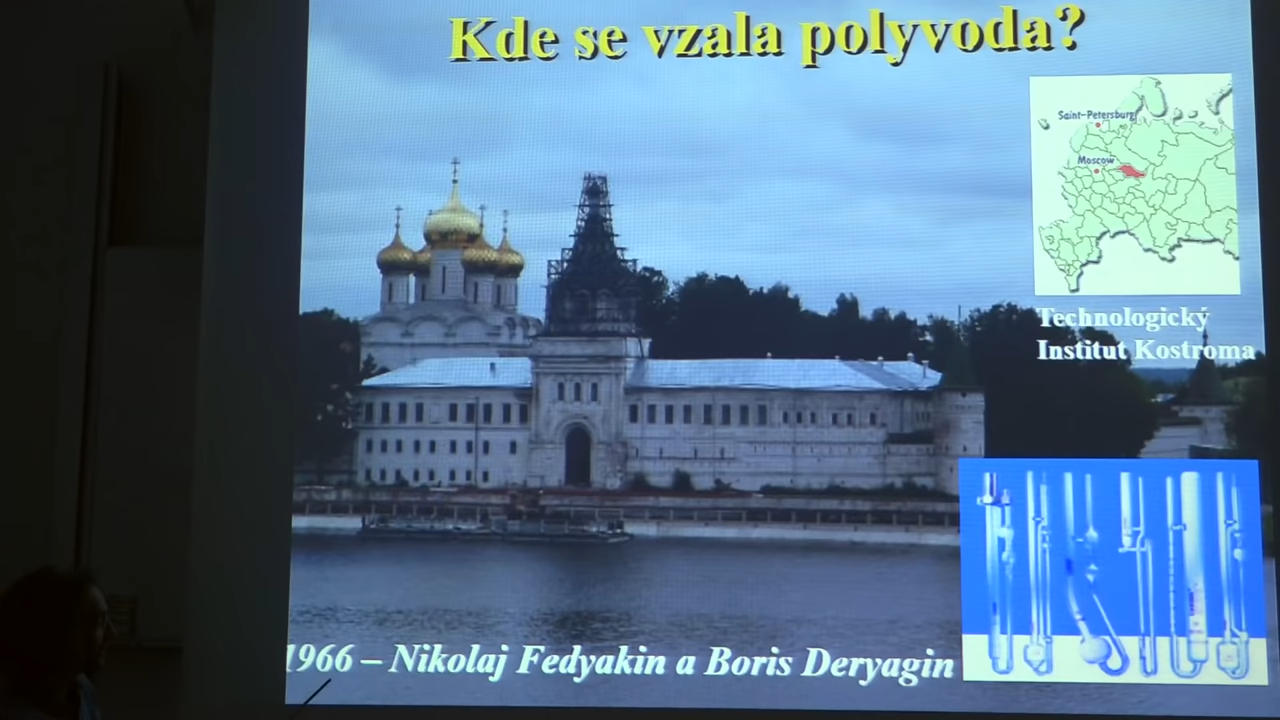 Kde se vzala polyvoda?
Saint-Petersburg
Moscow
Technologický
Institut Kostroma
1966 – Nikolaj Fedyakin a Boris Deryagin